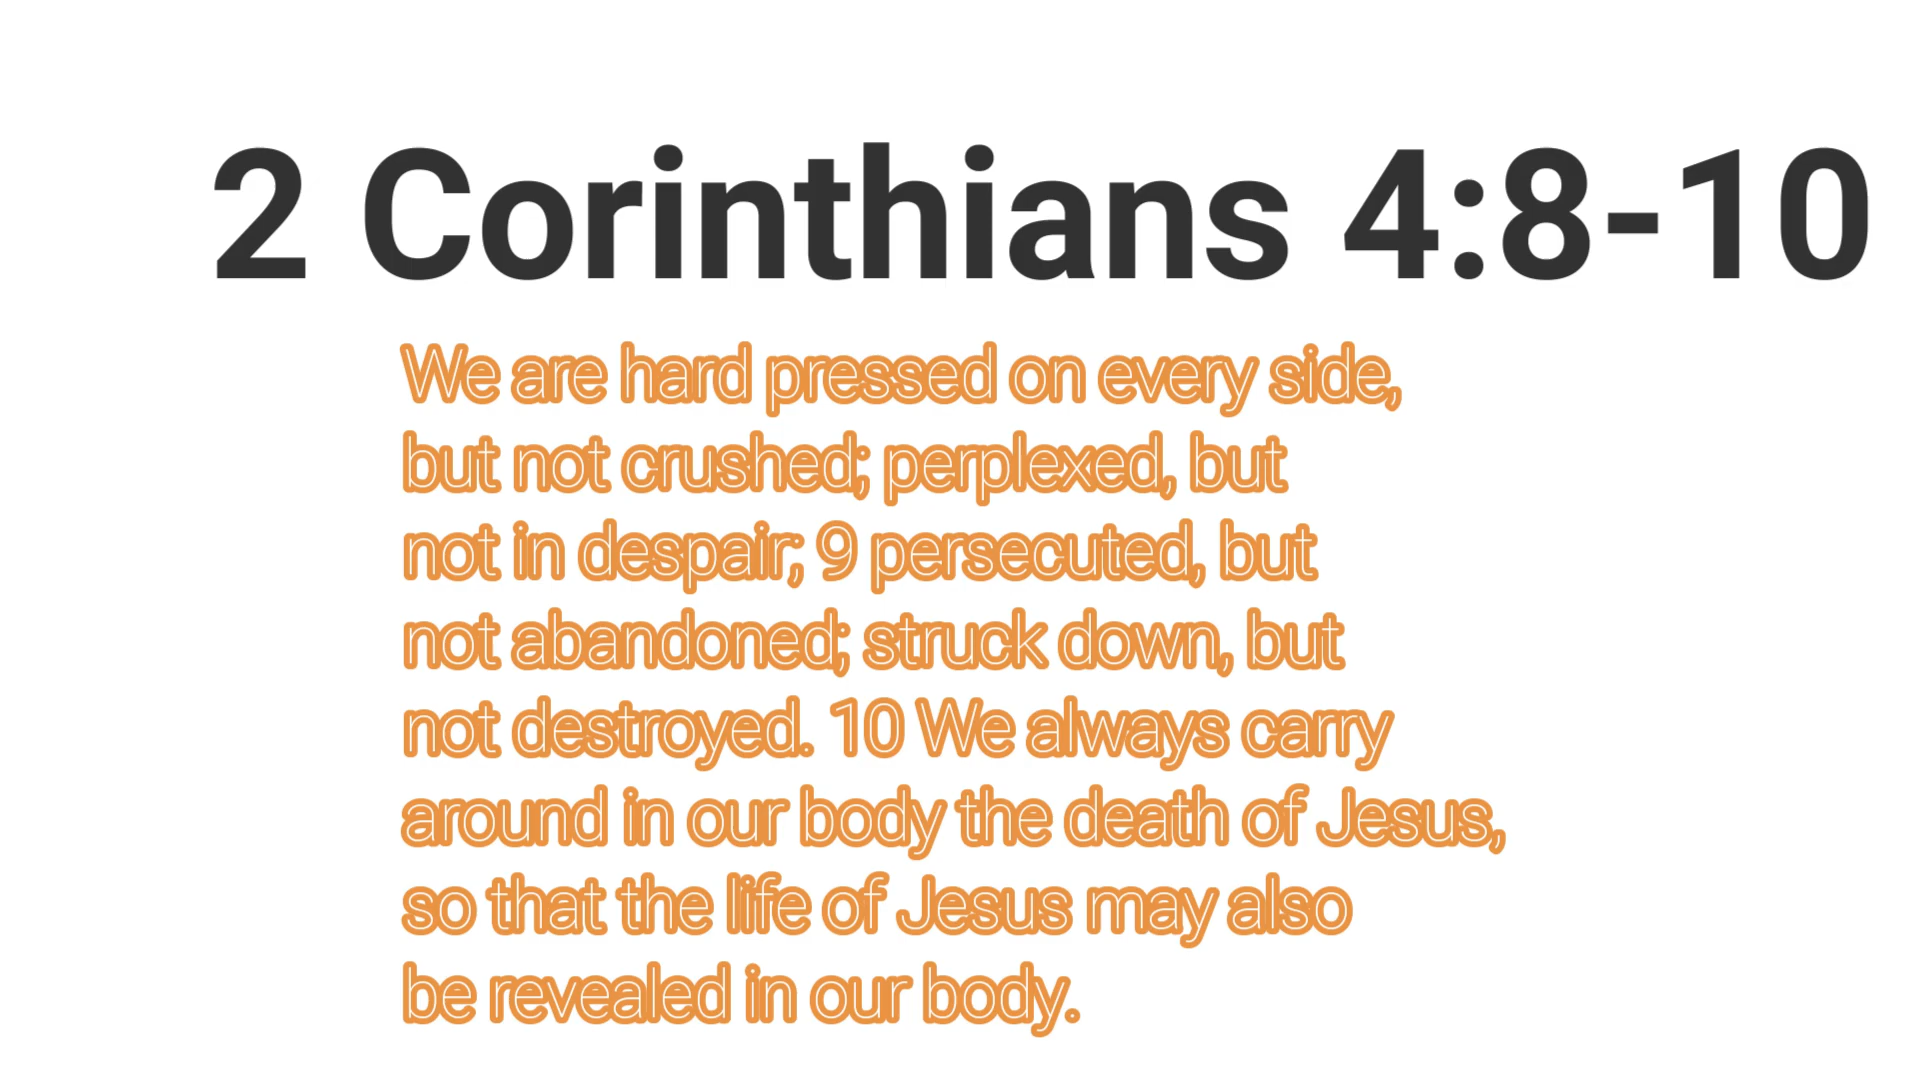 2 Corinthians 4:8-10
We are hard pressed on every side,
but not crushed; perplexed, but
not in despair; 9 persecuted, but
not abandoned; struck down, but
not destroyed. 10 We always carry
around in our body the death of Jesus,
so that the life of Jesus may also
be revealed in our body.